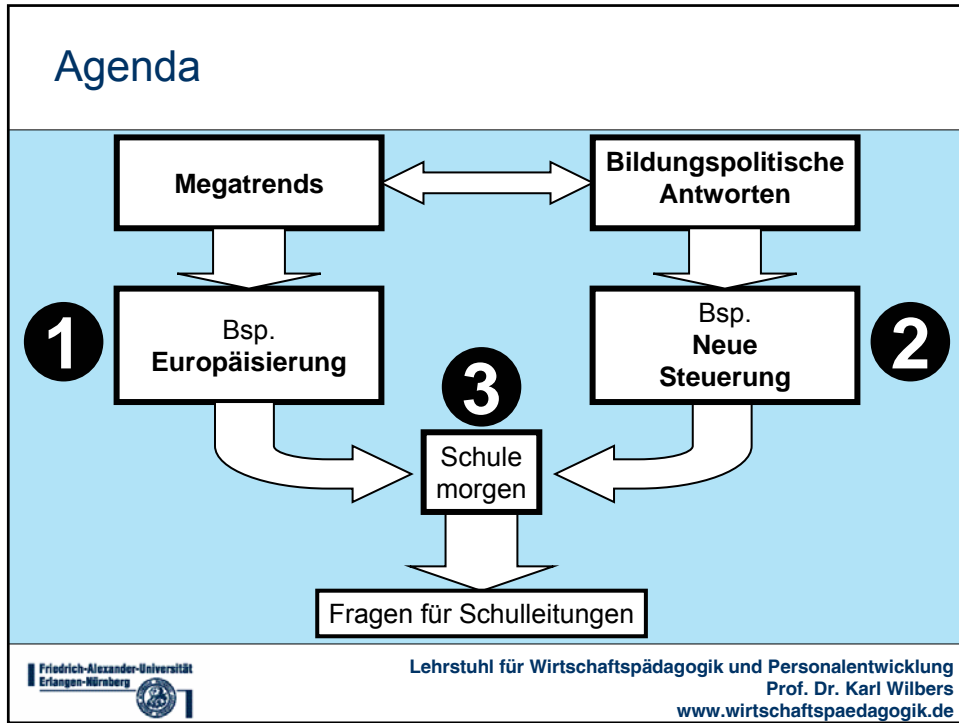 Agenda
Megatrends
Bildungspolitische
Antworten
1
Bsp.
Europäisierung
Bsp.
Neue
Steuerung
2
3
Schule
morgen
Fragen für Schulleitungen
Friedrich-Alexander-Universität
Erlangen-Nürnberg
Lehrstuhl für Wirtschaftspädagogik und Personalentwicklung
Prof. Dr. Karl Wilbers
www.wirtschaftspaedagogik.de